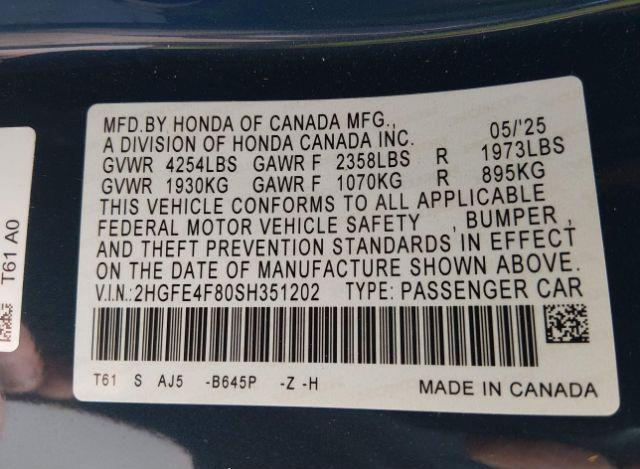 MFD.BY HONDA OF CANADA MFG.,
A DIVISION OF HONDA CANADA INC. 05/'25
GVWR 4254LBS GAWR F 2358LBS R 1973LBS
GVWR 1930KG GAWR F 1070KG R 895KG
THIS VEHICLE CONFORMS TO ALL APPLICABLE
FEDERAL MOTOR VEHICLE SAFETY , BUMPER ,
AND THEFT PREVENTION STANDARDS IN EFFECT
ON THE DATE OF MANUFACTURE SHOWN ABOVE.
V.I.N.:2HGFE4F80SH351202 TYPE: PASSENGER CAR
T61 S AJ5 -B645P -Z -H MADE IN CANADA
T61 A0